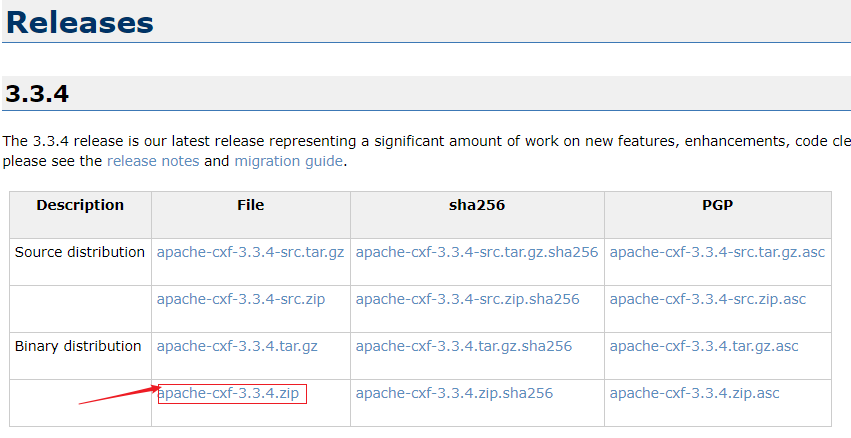 Releases
3.3.4
The 3.3.4 release is our latest release representing a significant amount of work on new features, enhancements, code cle
please see the release notes and migration guide.
Description File sha256 PGP
Source distribution apache-cxf-3.3.4-src.tar.gz apache-cxf-3.3.4-src.tar.gz.sha256 apache-cxf-3.3.4-src.tar.gz.asc
apache-cxf-3.3.4-src.zip apache-cxf-3.3.4-src.zip.sha256 apache-cxf-3.3.4-src.zip.asc
Binary distribution apache-cxf-3.3.4.tar.gz apache-cxf-3.3.4.tar.gz.sha256 apache-cxf-3.3.4.tar.gz.asc
apache-cxf-3.3.4.zip apache-cxf-3.3.4.zip.sha256 apache-cxf-3.3.4.zip.asc